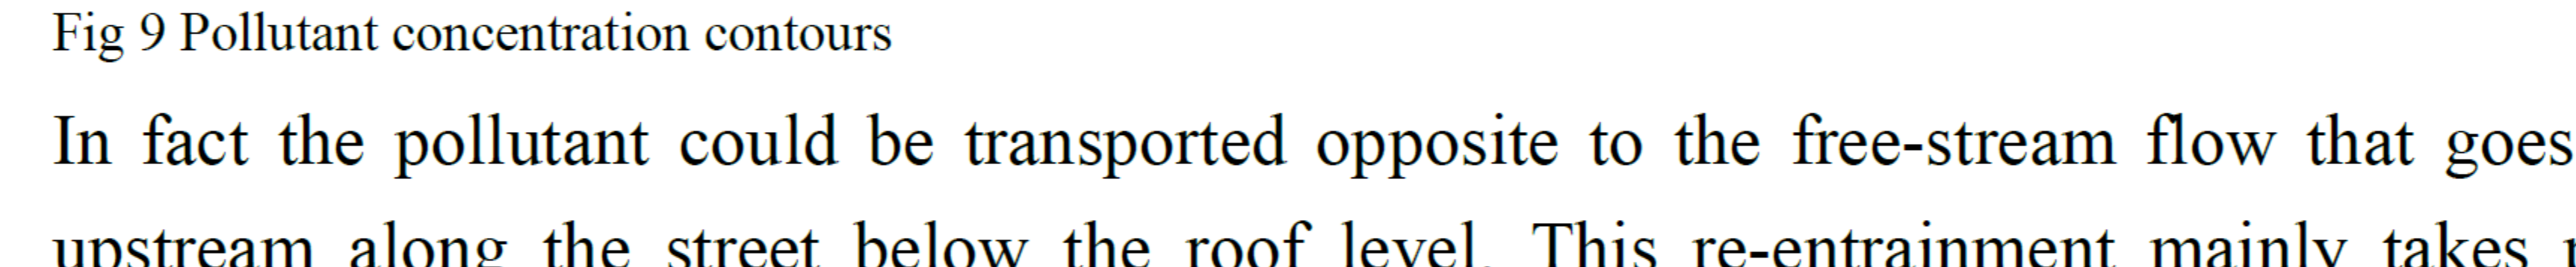 Fig 9 Pollutant concentration contours
In fact the pollutant could be transported opposite to the free-stream flow that goes
upstream along the street below the roof level. This re-entrainment mainly takes